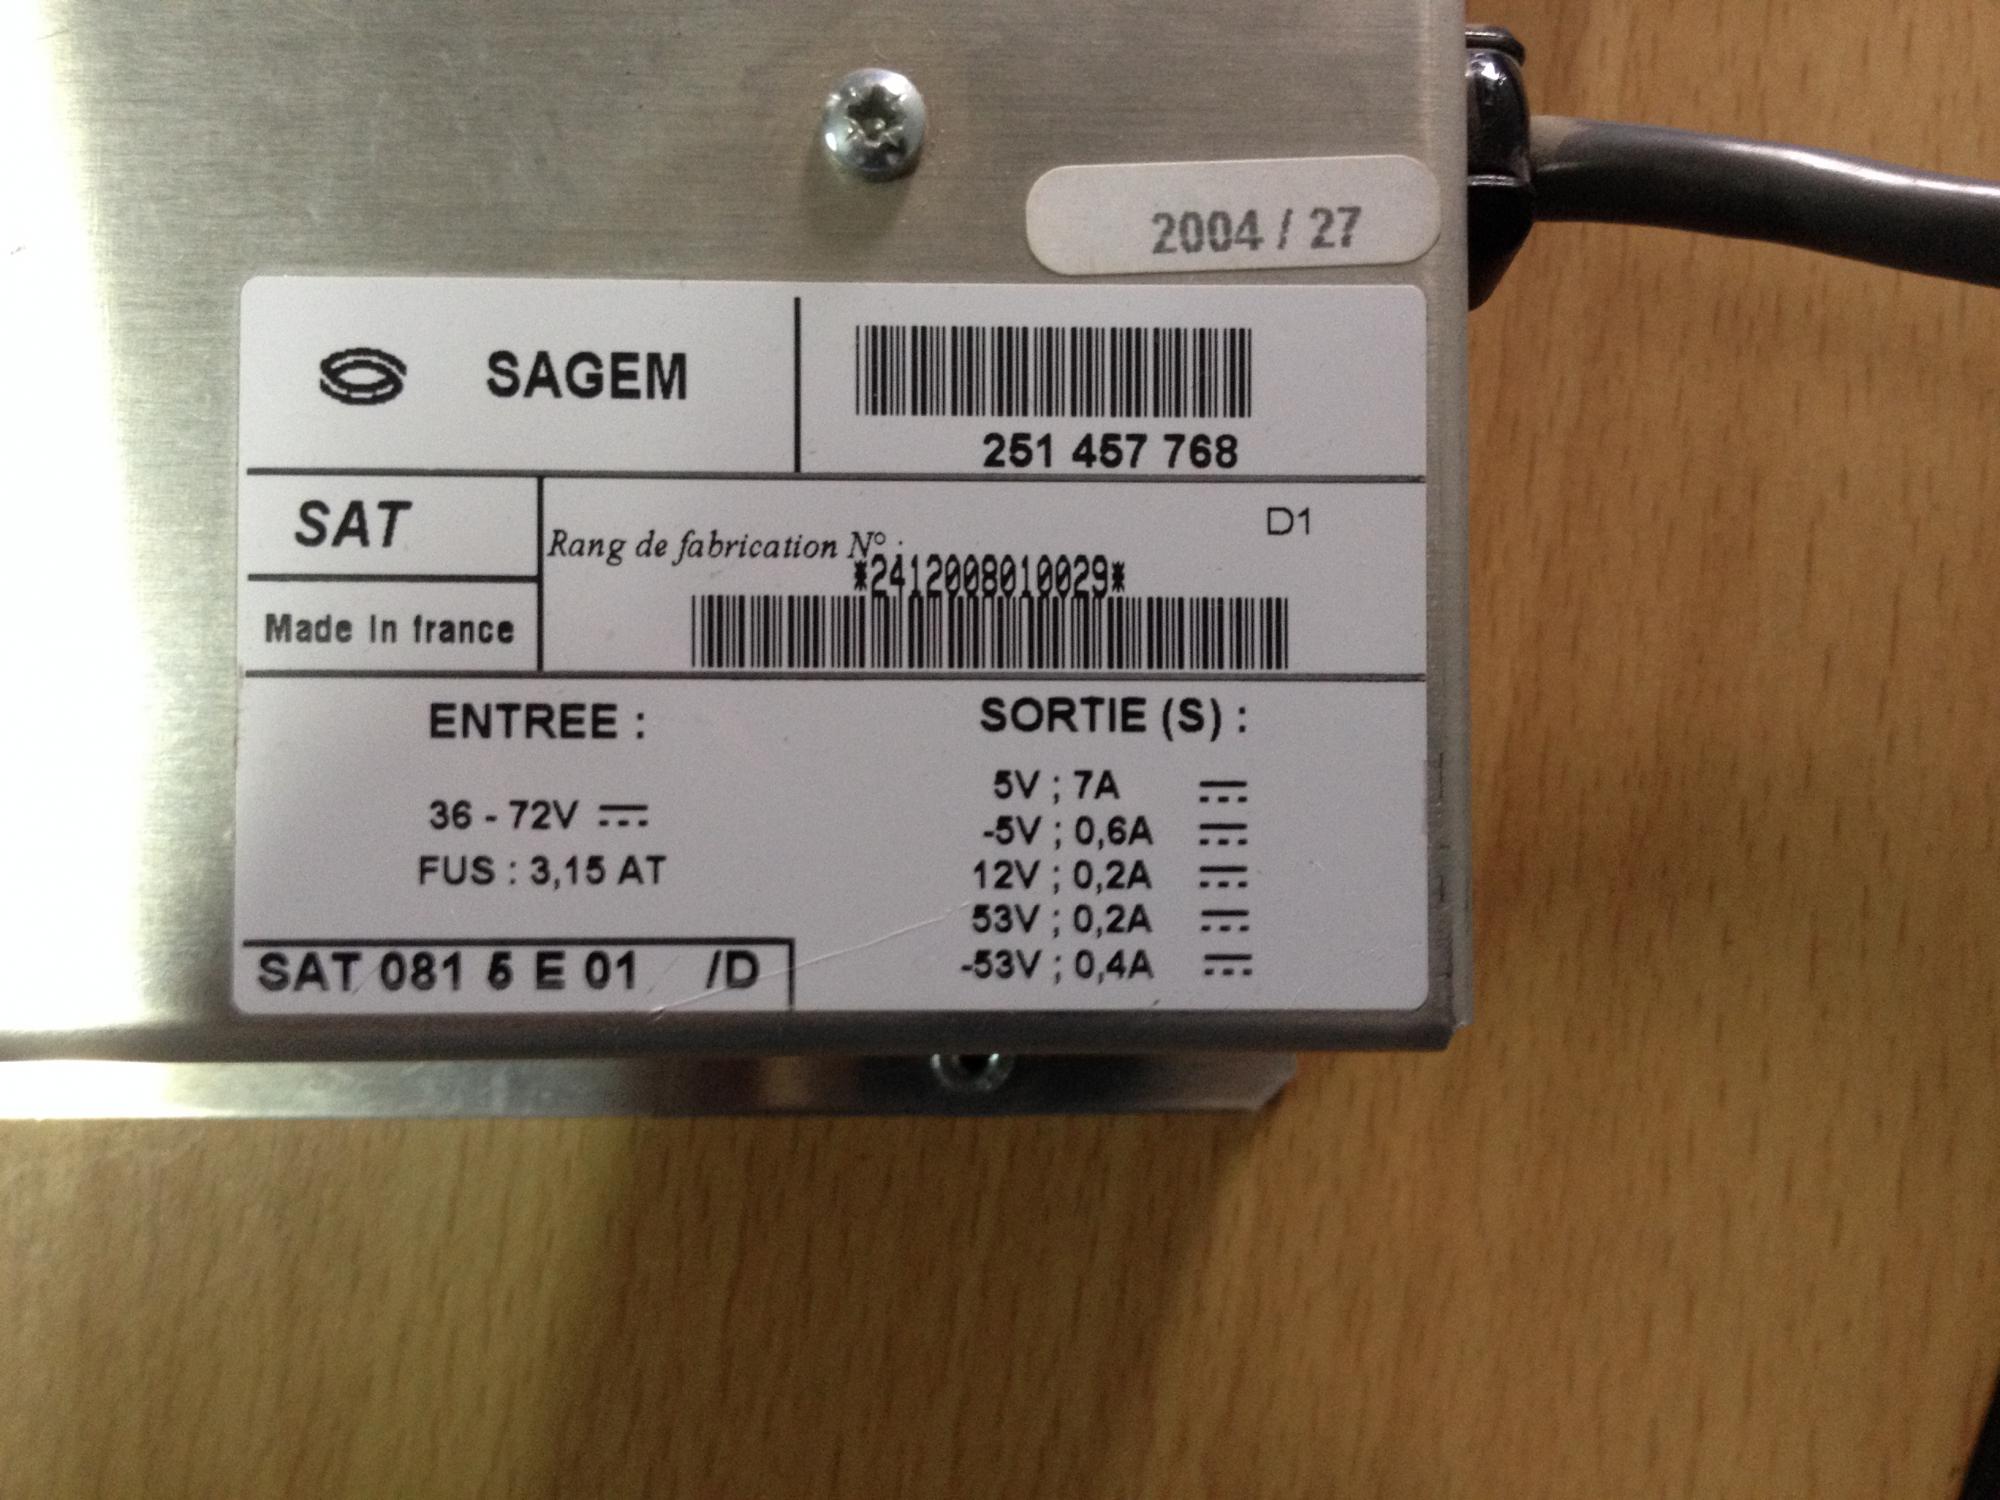 2004 / 27
SAGEM
251 457 768
SAT
Rang de fabrication N° :
D1
*2412008010029*
Made In france
ENTREE :
36 - 72V
FUS : 3,15 AT
SORTIE (S) :
5V ; 7A
-5V ; 0,6A
12V ; 0,2A
53V ; 0,2A
-53V ; 0,4A
SAT 081 5 E 01 /D